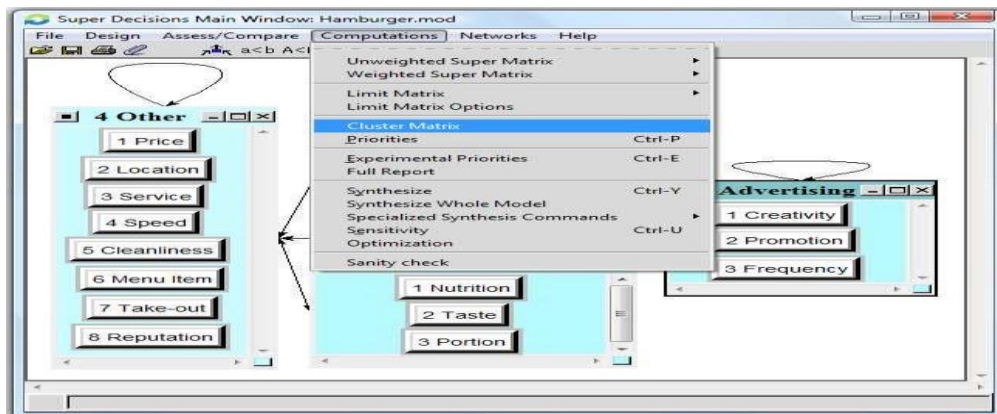 Super Decisions Main Window: Hamburger.mod
File Design Assess/Compare Computations Networks Help
a<b A<
Unweighted Super Matrix
Weighted Super Matrix
Limit Matrix
Limit Matrix Options
Cluster Matrix
Priorities Ctrl-P
Experimental Priorities Ctrl-E
Full Report
Synthesize Ctrl-Y
Synthesize Whole Model
Specialized Synthesis Commands
Sensitivity Ctrl-U
Optimization
Sanity check
4 Other
1 Price
2 Location
3 Service
4 Speed
5 Cleanliness
6 Menu Item
7 Take-out
8 Reputation
1 Nutrition
2 Taste
3 Portion
Advertising
1 Creativity
2 Promotion
3 Frequency